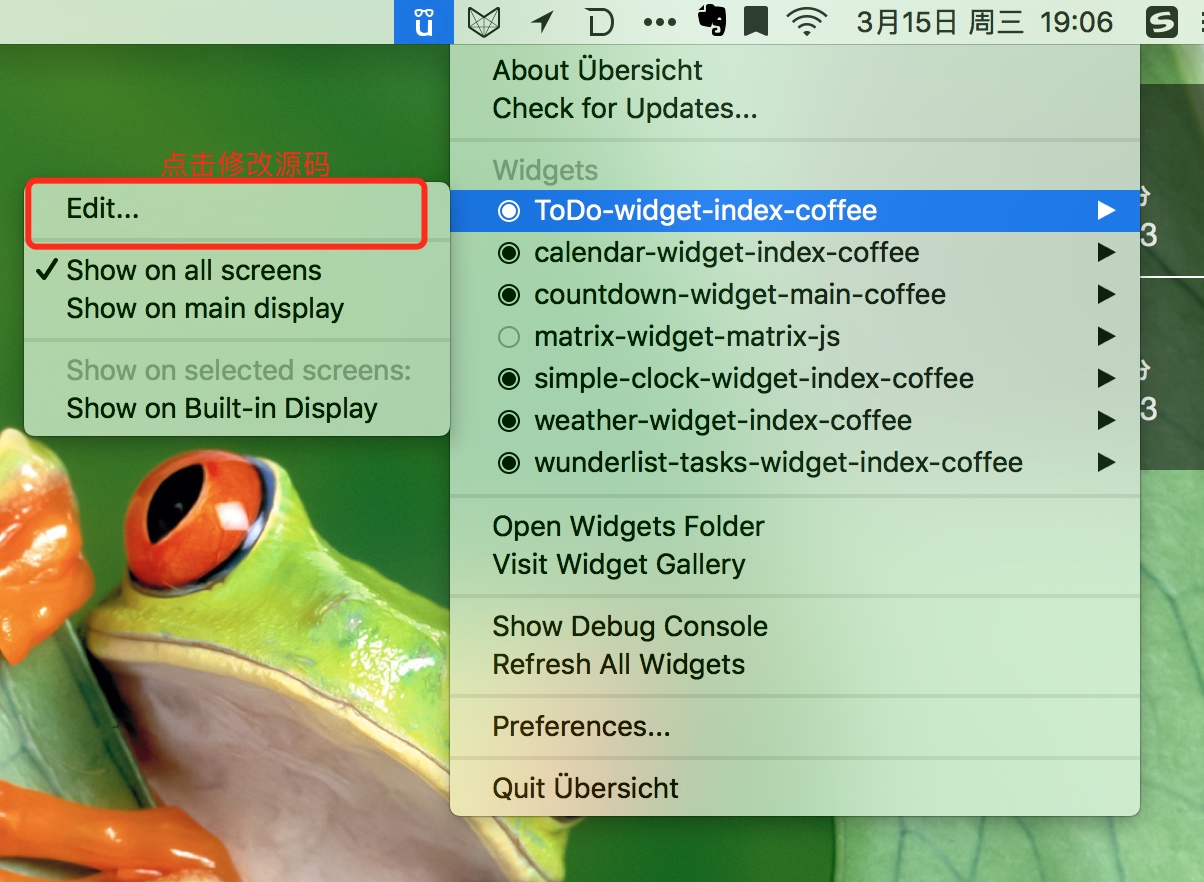 ü
3月15日 周三 19:06
About Übersicht
Check for Updates...
Widgets
ToDo-widget-index-coffee
calendar-widget-index-coffee
countdown-widget-main-coffee
matrix-widget-matrix-js
simple-clock-widget-index-coffee
weather-widget-index-coffee
wunderlist-tasks-widget-index-coffee
Open Widgets Folder
Visit Widget Gallery
Show Debug Console
Refresh All Widgets
Preferences...
Quit Übersicht
点击修改源码
Edit...
Show on all screens
Show on main display
Show on selected screens:
Show on Built-in Display
3
3